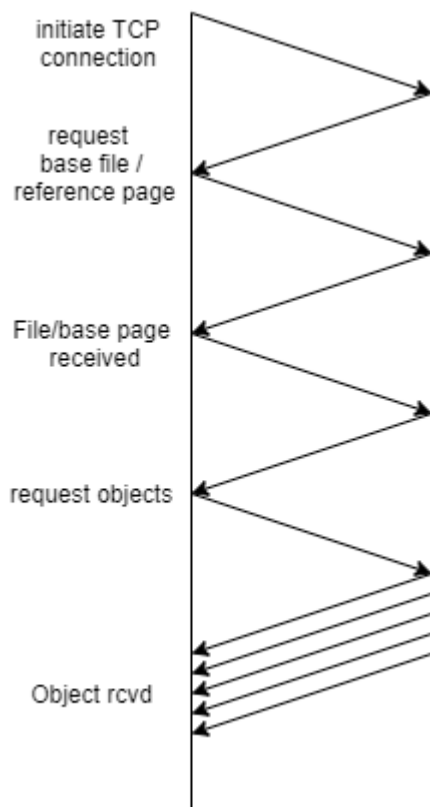 initiate TCP
connection
request
base file /
reference page
File/base page
received
request objects
Object rcvd